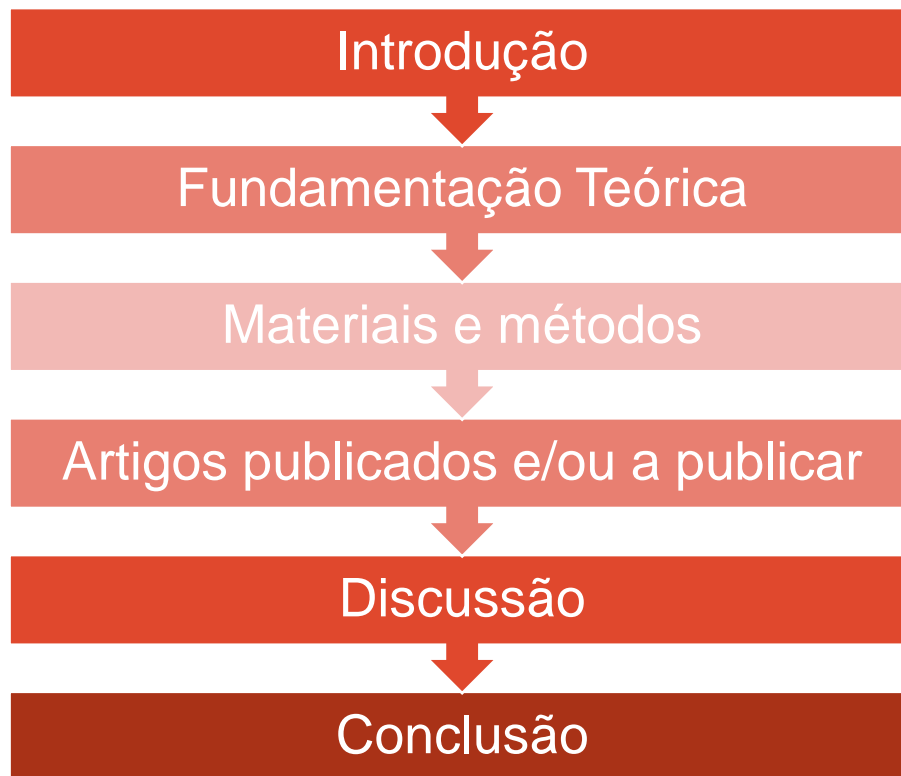 Introdução
Fundamentação Teórica
Materiais e métodos
Artigos publicados e/ou a publicar
Discussão
Conclusão